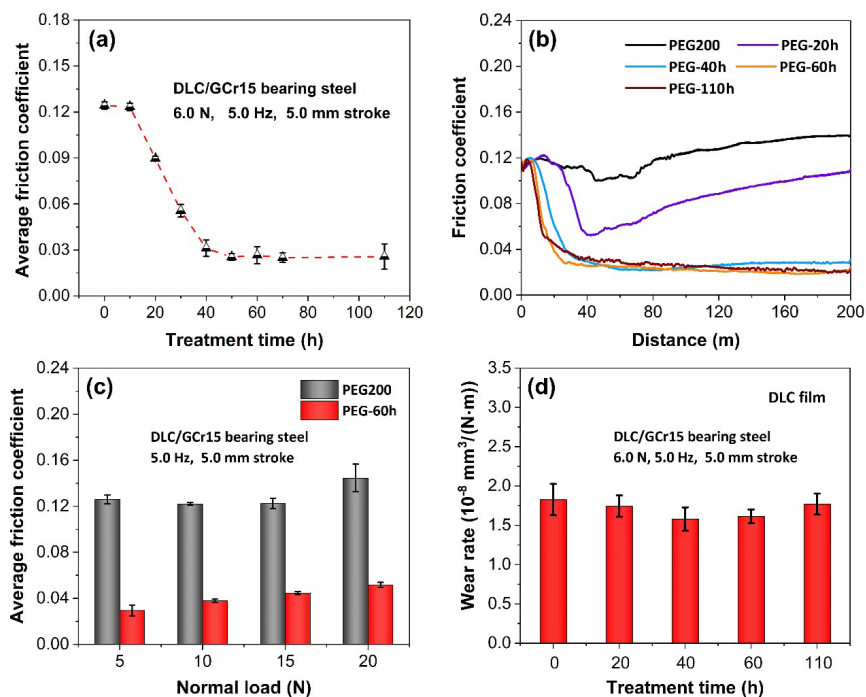 (a)
DLC/GCr15 bearing steel
6.0 N, 5.0 Hz, 5.0 mm stroke
Average friction coefficient
0.15
0.12
0.09
0.06
0.03
0.00
0 20 40 60 80 100 120
Treatment time (h)
(b)
PEG200 PEG-20h
PEG-40h PEG-60h
PEG-110h
Friction coefficient
0.24
0.20
0.16
0.12
0.08
0.04
0.00
0 40 80 120 160 200
Distance (m)
(c)
PEG200
PEG-60h
DLC/GCr15 bearing steel
5.0 Hz, 5.0 mm stroke
Average friction coefficient
0.24
0.20
0.16
0.12
0.08
0.04
0.00
5 10 15 20
Normal load (N)
(d)
DLC film
DLC/GCr15 bearing steel
6.0 N, 5.0 Hz, 5.0 mm stroke
Wear rate (10⁻⁸ mm³/(N·m))
3.5
3.0
2.5
2.0
1.5
1.0
0.5
0.0
0 20 40 60 110
Treatment time (h)